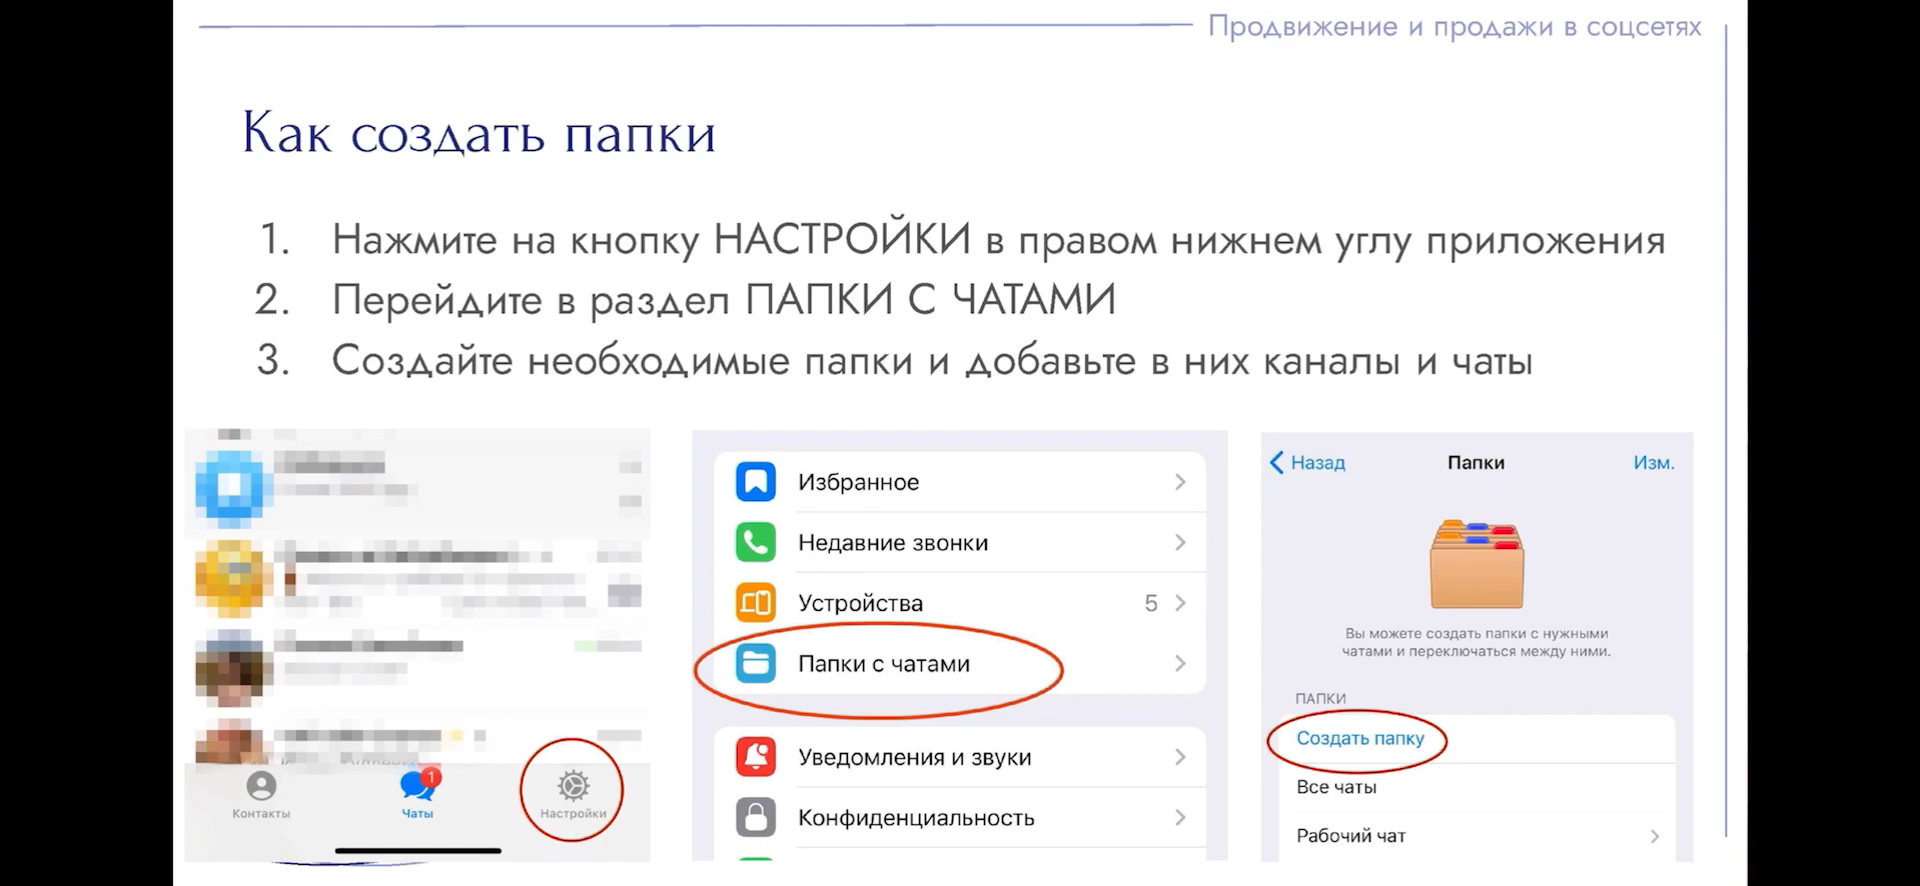 Продвижение и продажи в соцсетях
Как создать папки
1. Нажмите на кнопку НАСТРОЙКИ в правом нижнем углу приложения
2. Перейдите в раздел ПАПКИ С ЧАТАМИ
3. Создайте необходимые папки и добавьте в них каналы и чаты
1
Контакты
Чаты
Настройки
Избранное
Недавние звонки
Устройства 5
Папки с чатами
Уведомления и звуки
Конфиденциальность
Назад
Папки
Изм.
Вы можете создать папки с нужными
чатами и переключаться между ними.
ПАПКИ
Создать папку
Все чаты
Рабочий чат